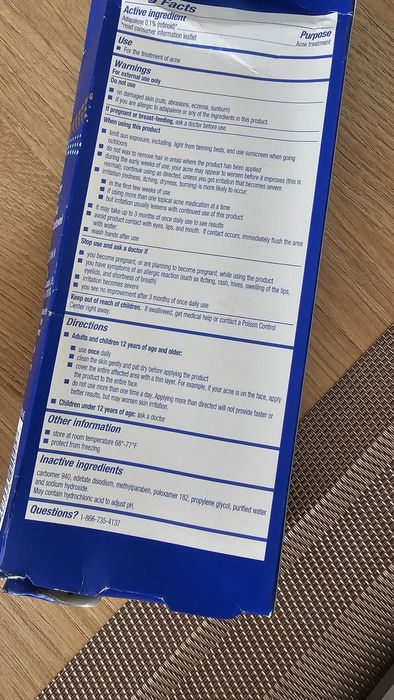 Facts
Active ingredient
Purpose
Adapalene 0.1% (retinoid)*
Acne treatment
*read consumer information leaflet
Use
■ For the treatment of acne
Warnings
For external use only
Do not use
■ on damaged skin (cuts, abrasions, eczema, sunburn)
■ if you are allergic to adapalene or any of the ingredients in this product
If pregnant or breast-feeding, ask a doctor before use.
When using this product
■ limit sun exposure, including light from tanning beds, and use sunscreen when going
outdoors
■ do not wax to remove hair in areas where the product has been applied
■ during the early weeks of use, your acne may appear to worsen before it improves (this is
normal); continue using as directed, unless you get irritation that becomes severe
■ irritation (redness, itching, dryness, burning) is more likely to occur:
■ in the first few weeks of use
■ if using more than one topical acne medication at a time
■ but irritation usually lessens with continued use of this product
■ it may take up to 3 months of once daily use to see results
■ avoid product contact with eyes, lips, and mouth. If contact occurs, immediately flush the area
with water.
■ wash hands after use
Stop use and ask a doctor if
■ you become pregnant, or are planning to become pregnant, while using the product
■ you have symptoms of an allergic reaction (such as itching, rash, hives, swelling of the lips,
eyelids, and shortness of breath)
■ irritation becomes severe
■ you see no improvement after 3 months of once daily use
Keep out of reach of children. If swallowed, get medical help or contact a Poison Control
Center right away.
Directions
■ Adults and children 12 years of age and older:
■ use once daily
■ clean the skin gently and pat dry before applying the product
■ cover the entire affected area with a thin layer. For example, if your acne is on the face, apply
the product to the entire face.
■ do not use more than one time a day. Applying more than directed will not provide faster or
better results, but may worsen skin irritation.
■ Children under 12 years of age: ask a doctor
Other information
■ store at room temperature 68°-77°F
■ protect from freezing
Inactive ingredients
carbomer 940, edetate disodium, methylparaben, poloxamer 182, propylene glycol, purified water
and sodium hydroxide.
May contain hydrochloric acid to adjust pH.
Questions? 1-866-735-4137